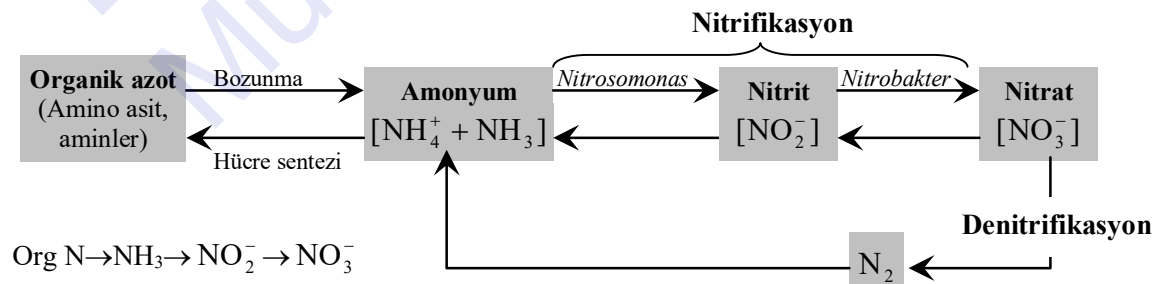 Nitrifikasyon
Organik azot
(Amino asit,
aminler)
Bozunma
Hücre sentezi
Amonyum
[NH₄⁺ + NH₃]
Nitrosomonas
Nitrit
[NO₂⁻]
Nitrobakter
Nitrat
[NO₃⁻]
Denitrifikasyon
N₂
Org N→NH₃→NO₂⁻→NO₃⁻